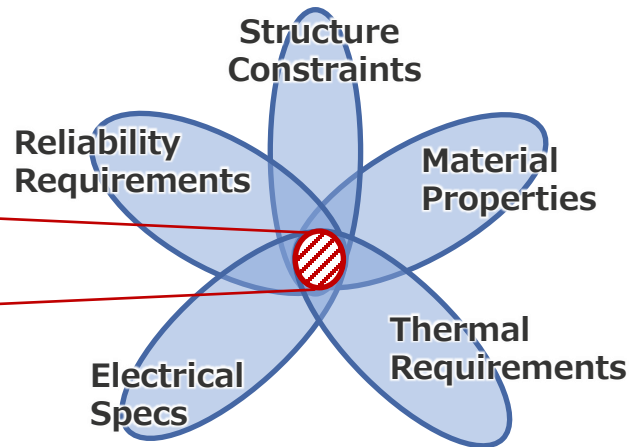 Structure
Constraints
Reliability
Requirements
Material
Properties
Thermal
Requirements
Electrical
Specs